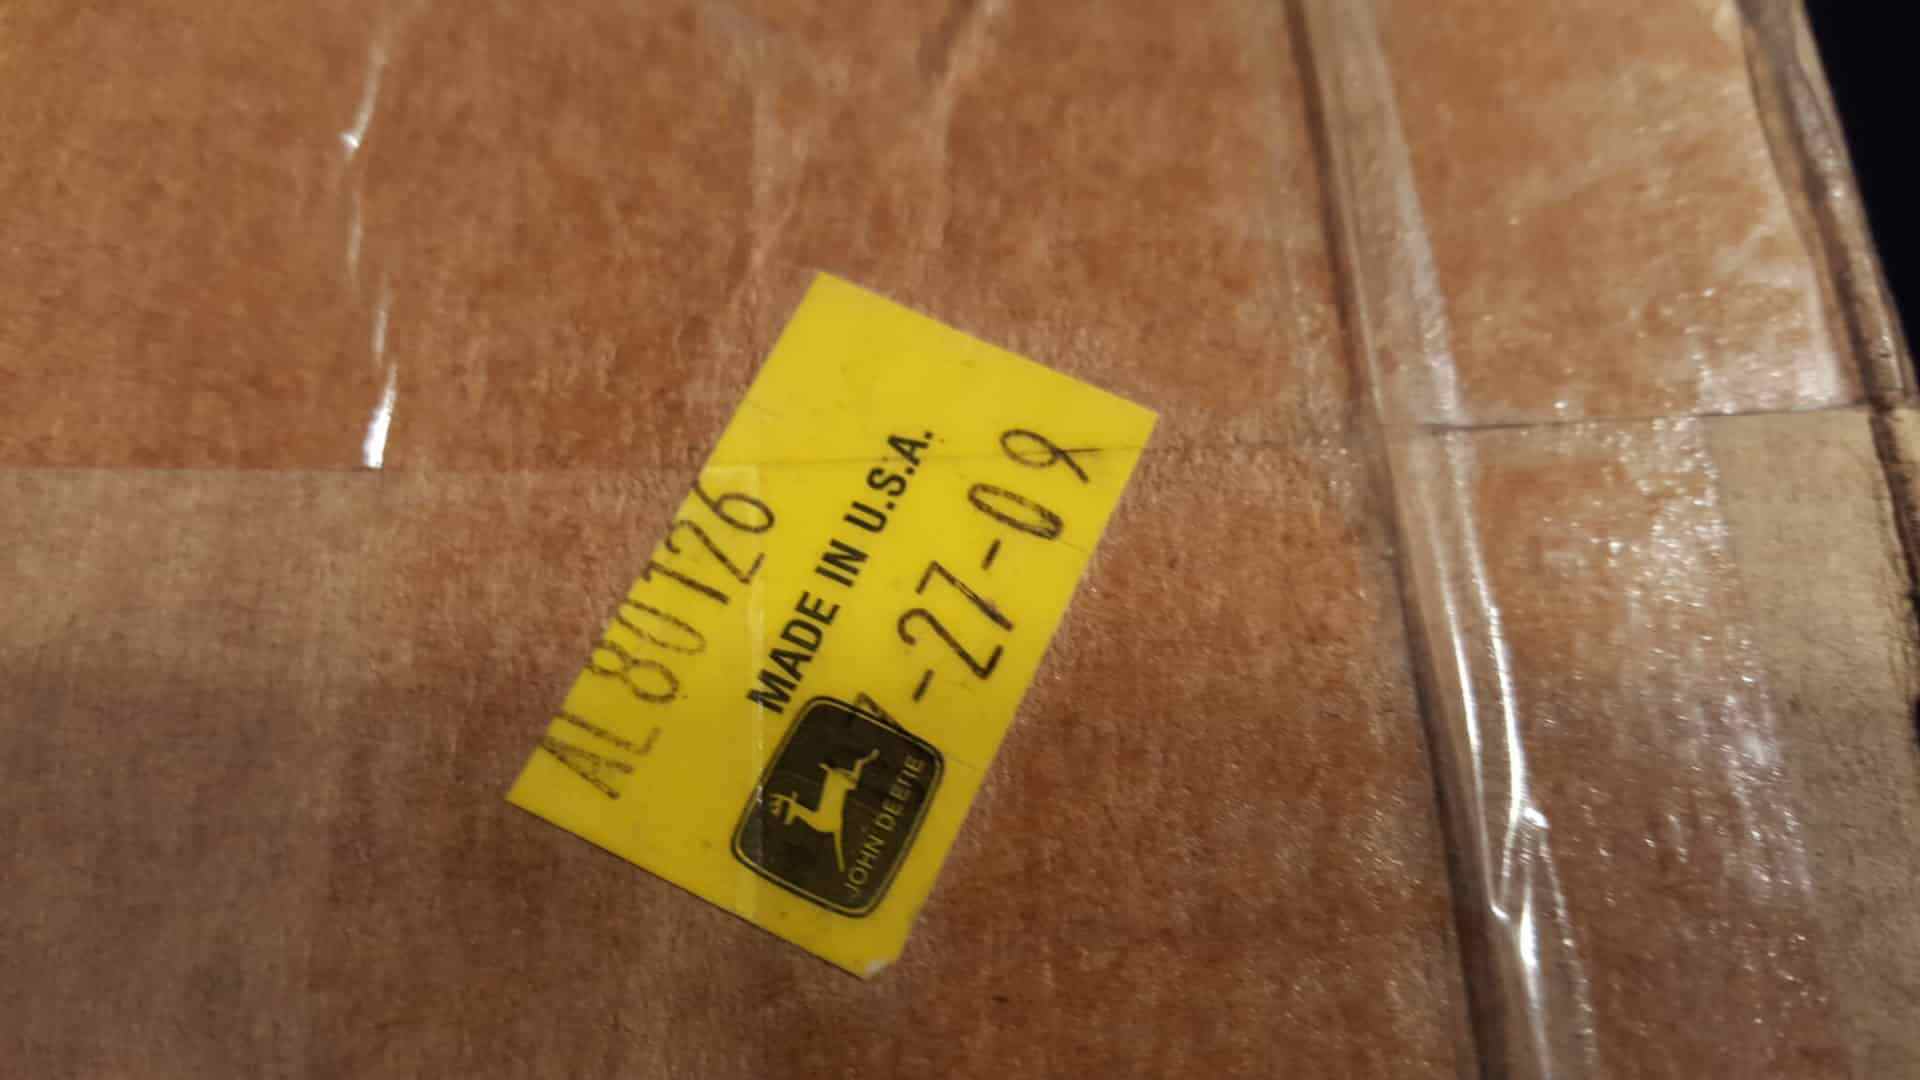 AL80126
MADE IN U.S.A.
-27-09
JOHN DEERE